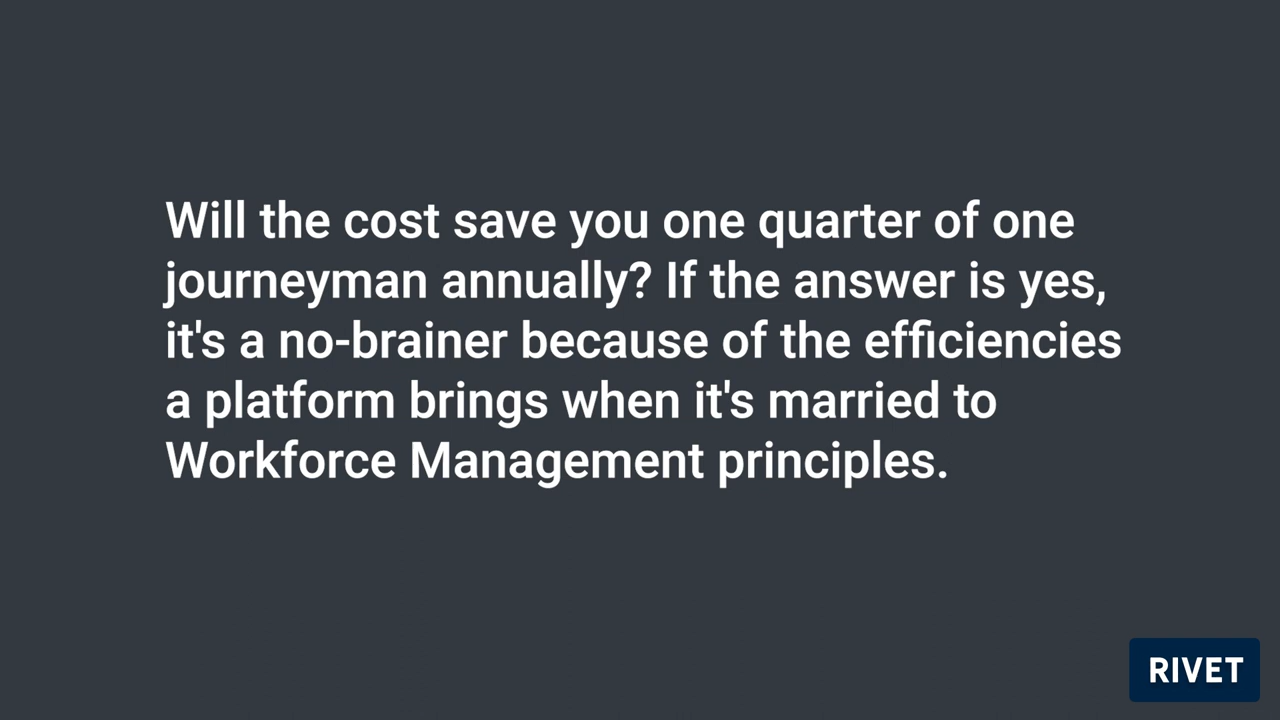 Will the cost save you one quarter of one
journeyman annually? If the answer is yes,
it's a no-brainer because of the efficiencies
a platform brings when it's married to
Workforce Management principles.
RIVET